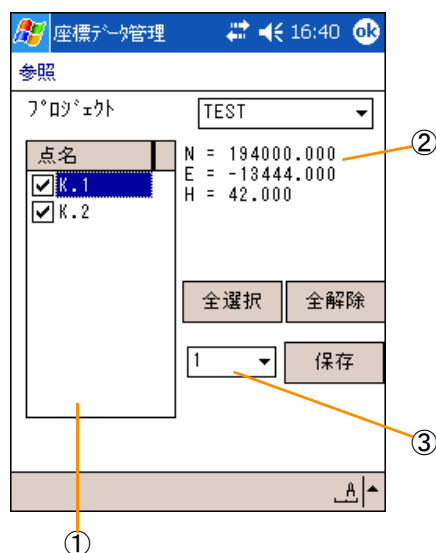 座標ﾃﾞｰﾀ管理 16:40 ok
参照
ﾌﾟﾛｼﾞｪｸﾄ TEST
点名
K.1
K.2
N = 194000.000
E = -13444.000
H = 42.000
②
全選択 全解除
1 保存
③
A
①